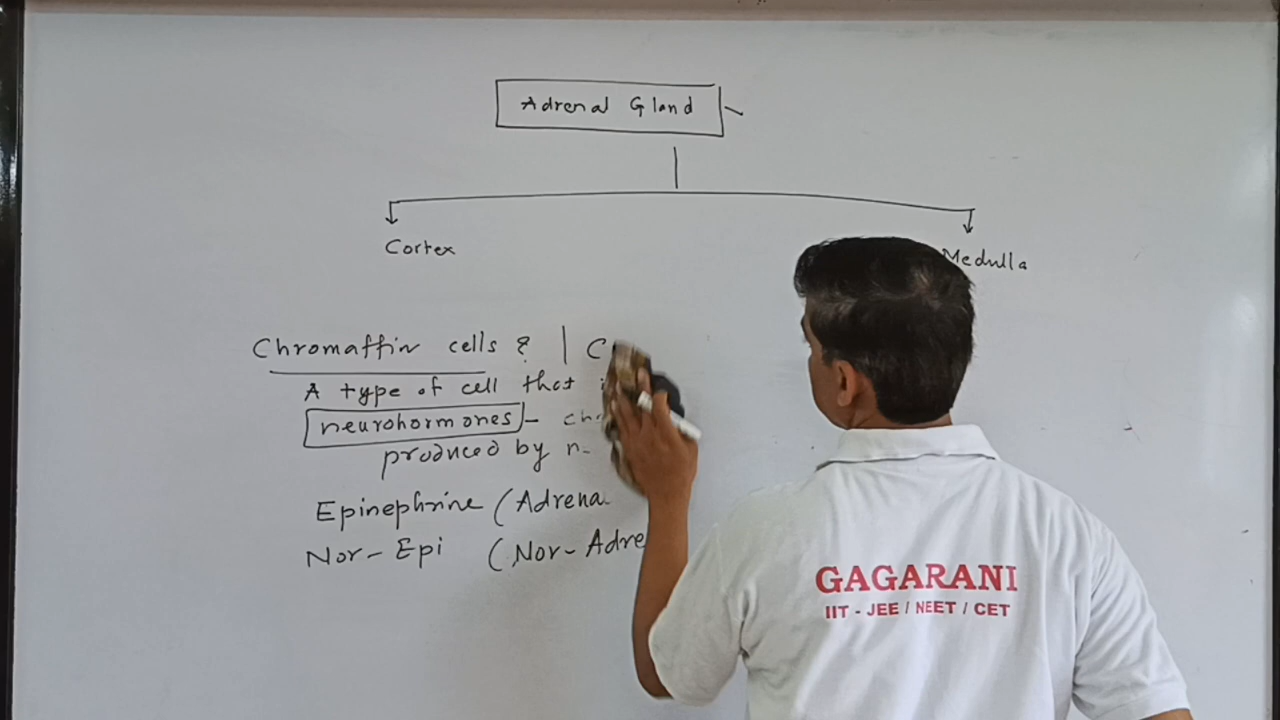 Adrenal Gland
Cortex
Medulla
Chromaffin cells : | C
A type of cell that
neurohormones -
produced by n-
Epinephrine (Adrena
Nor-Epi (Nor-Adre
GAGARANI
IIT - JEE / NEET / CET